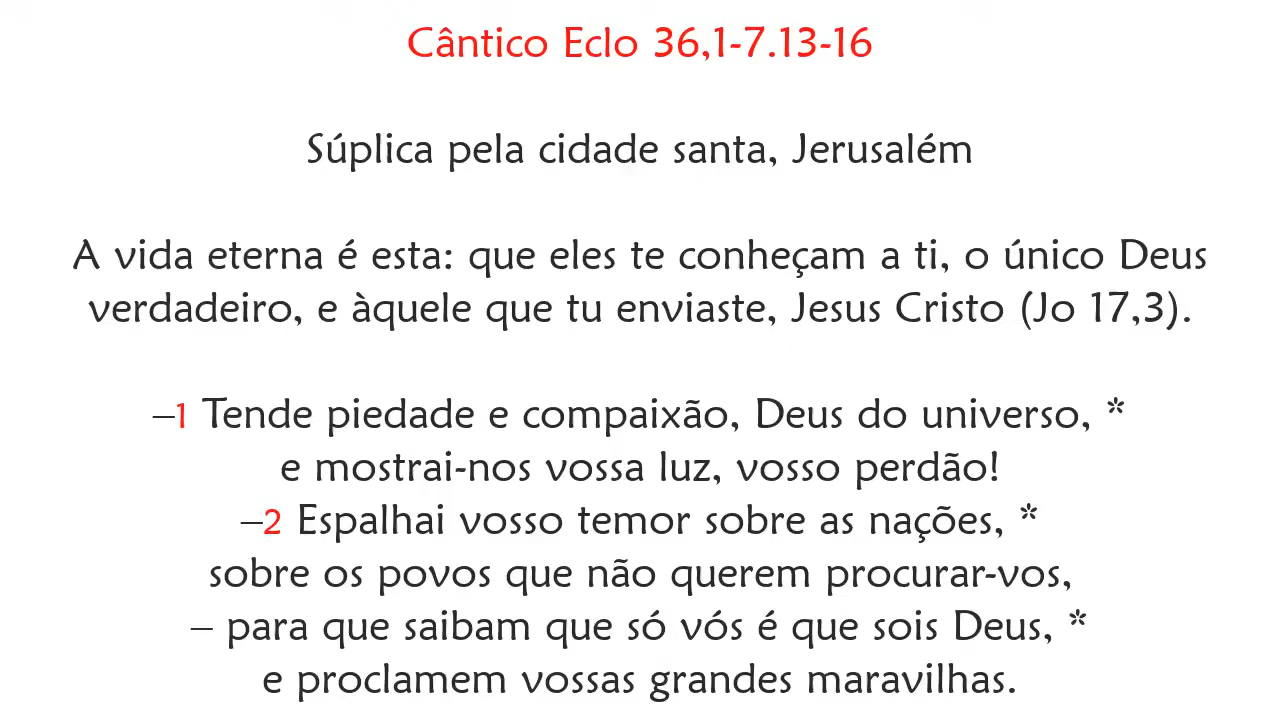 Cântico Eclo 36,1-7.13-16
Súplica pela cidade santa, Jerusalém
A vida eterna é esta: que eles te conheçam a ti, o único Deus
verdadeiro, e àquele que tu enviaste, Jesus Cristo (Jo 17,3).
–1 Tende piedade e compaixão, Deus do universo, *
e mostrai-nos vossa luz, vosso perdão!
–2 Espalhai vosso temor sobre as nações, *
sobre os povos que não querem procurar-vos,
– para que saibam que só vós é que sois Deus, *
e proclamem vossas grandes maravilhas.